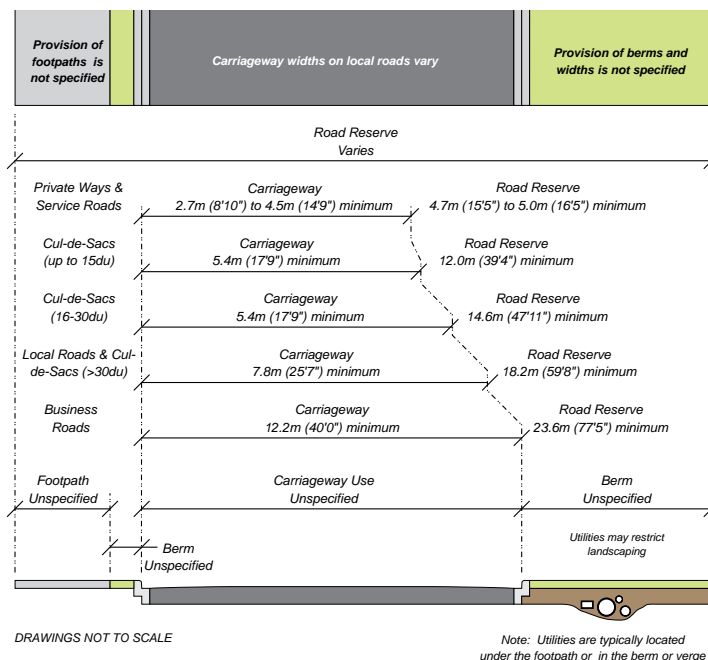 Provision of
footpaths is
not specified
Carriageway widths on local roads vary
Provision of berms and
widths is not specified
Road Reserve
Varies
Private Ways &
Service Roads
Carriageway
2.7m (8'10") to 4.5m (14'9") minimum
Road Reserve
4.7m (15'5") to 5.0m (16'5") minimum
Cul-de-Sacs
(up to 15du)
Carriageway
5.4m (17'9") minimum
Road Reserve
12.0m (39'4") minimum
Cul-de-Sacs
(16-30du)
Carriageway
5.4m (17'9") minimum
Road Reserve
14.6m (47'11") minimum
Local Roads & Cul-
de-Sacs (>30du)
Carriageway
7.8m (25'7") minimum
Road Reserve
18.2m (59'8") minimum
Business
Roads
Carriageway
12.2m (40'0") minimum
Road Reserve
23.6m (77'5") minimum
Footpath
Unspecified
Carriageway Use
Unspecified
Berm
Unspecified
Berm
Unspecified
Utilities may restrict
landscaping
DRAWINGS NOT TO SCALE
Note: Utilities are typically located
under the footpath or in the berm or verge